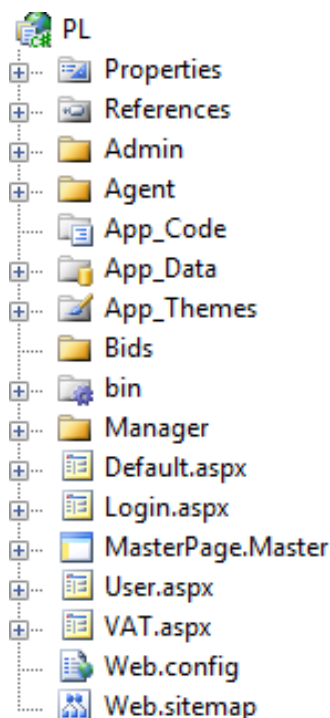 PL
Properties
References
Admin
Agent
App_Code
App_Data
App_Themes
Bids
bin
Manager
Default.aspx
Login.aspx
MasterPage.Master
User.aspx
VAT.aspx
Web.config
Web.sitemap